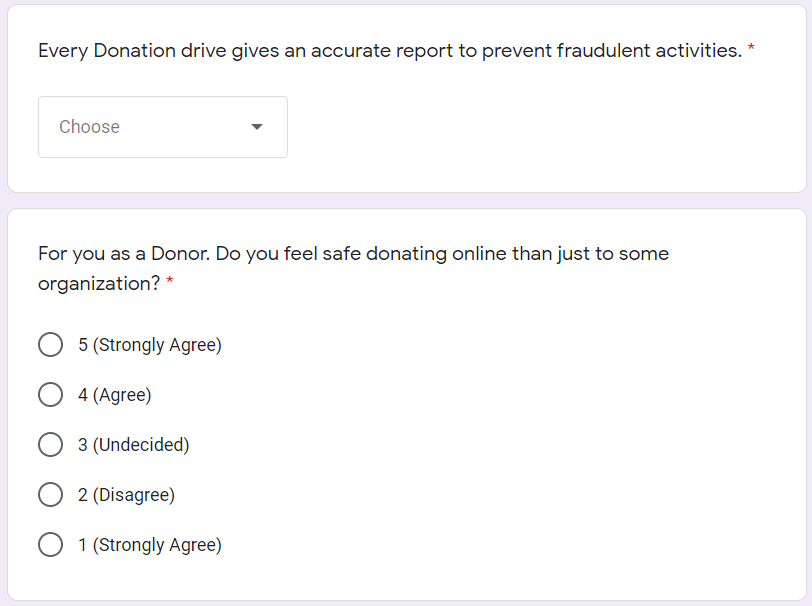 Every Donation drive gives an accurate report to prevent fraudulent activities. *
Choose
For you as a Donor. Do you feel safe donating online than just to some
organization? *
5 (Strongly Agree)
4 (Agree)
3 (Undecided)
2 (Disagree)
1 (Strongly Agree)